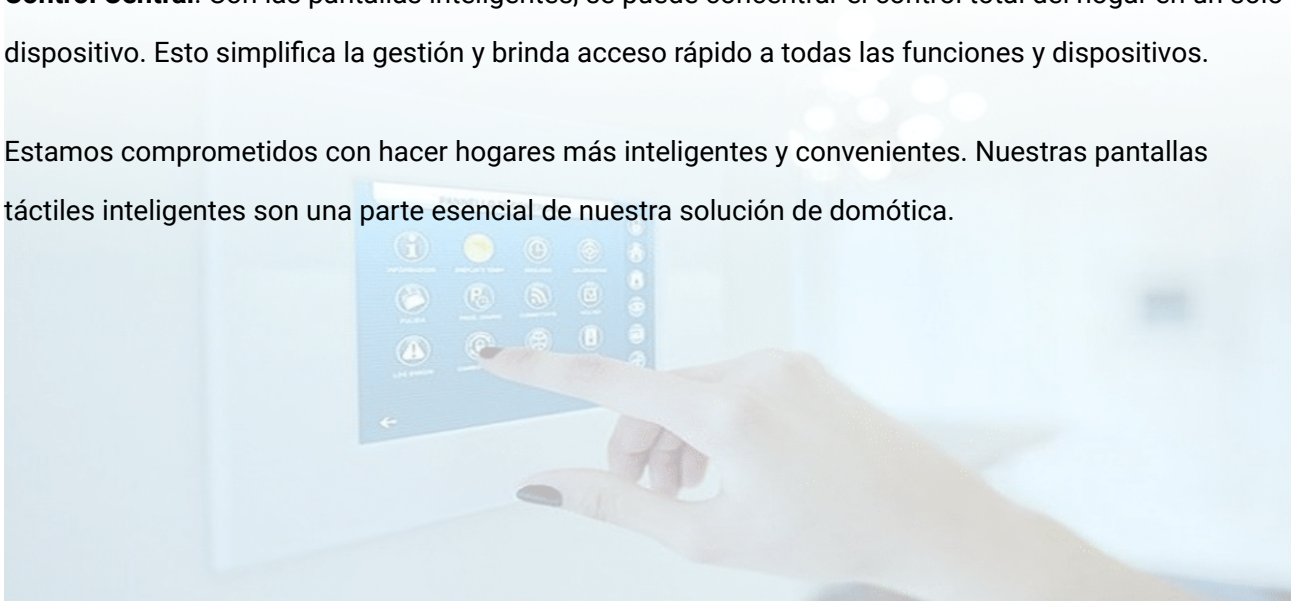 Control Central: Con las pantallas inteligentes, se puede concentrar el control total del hogar en un solo
dispositivo. Esto simplifica la gestión y brinda acceso rápido a todas las funciones y dispositivos.
Estamos comprometidos con hacer hogares más inteligentes y convenientes. Nuestras pantallas
táctiles inteligentes son una parte esencial de nuestra solución de domótica.